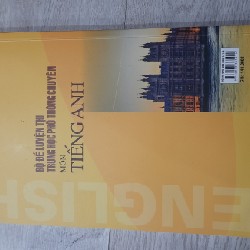 BỘ ĐỀ LUYỆN THI
TRUNG HỌC PHỔ THÔNG CHUYÊN
MÔN
TIẾNG ANH
ENGLISH